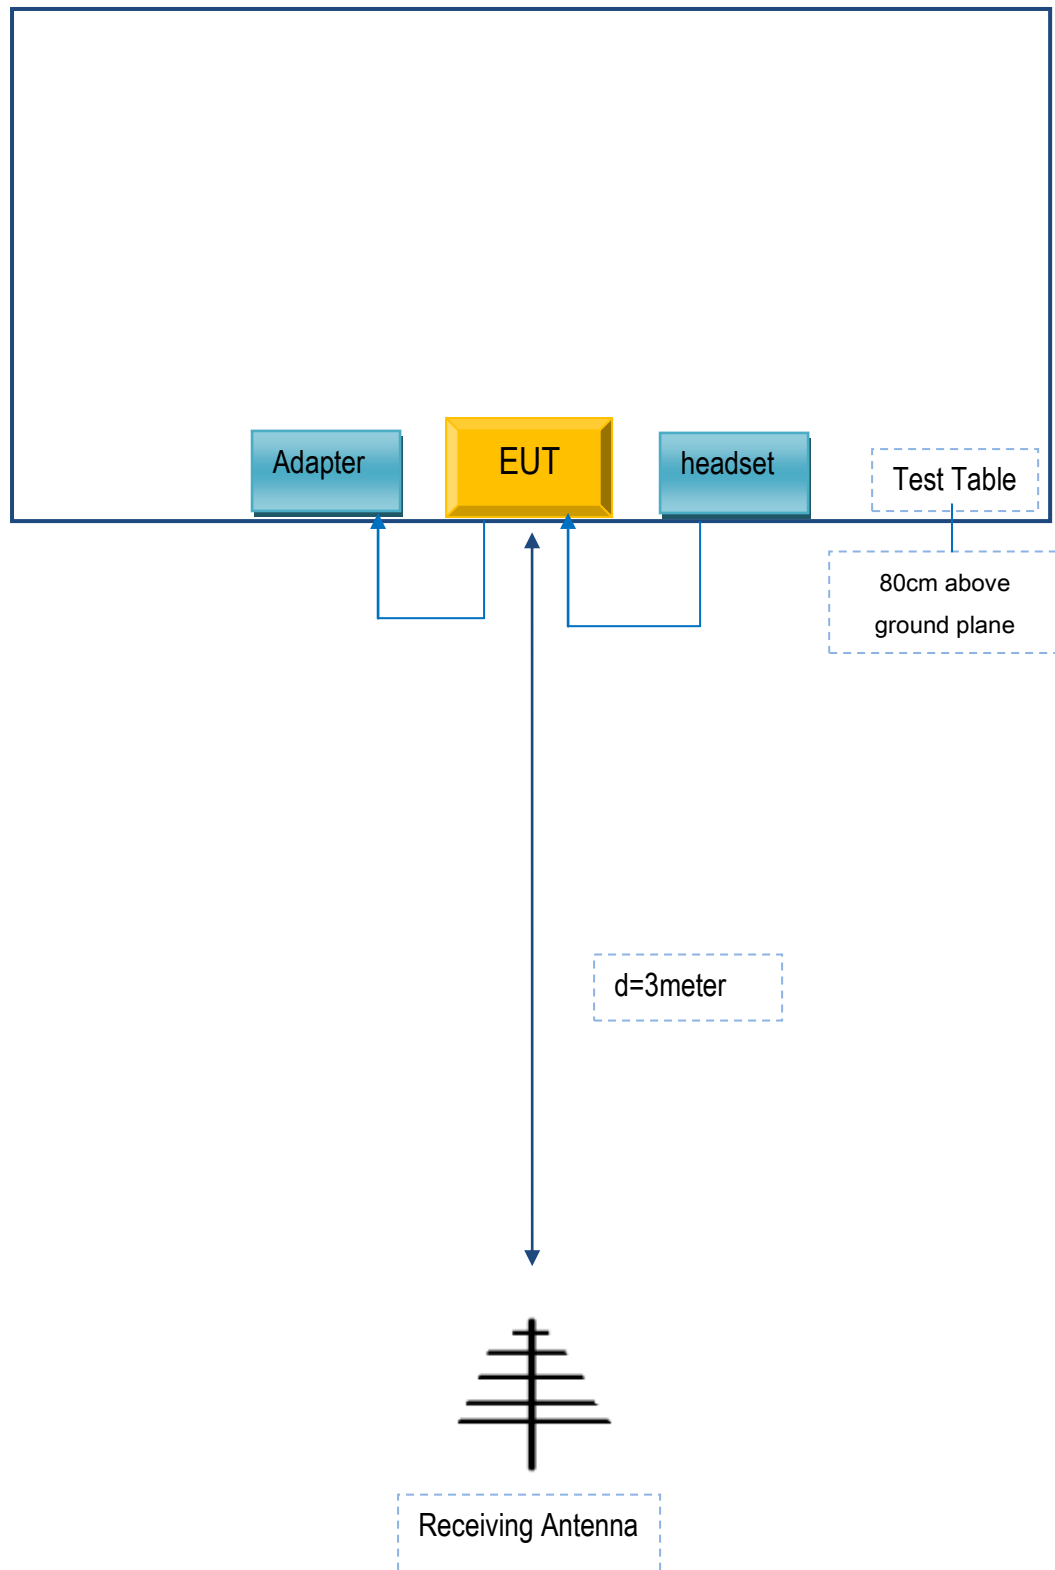 Adapter
EUT
headset
Test Table
80cm above
ground plane
d=3meter
Receiving Antenna